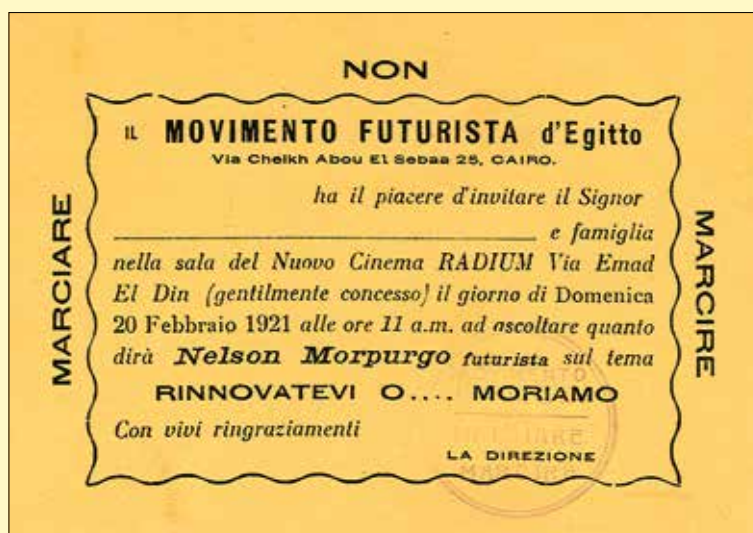 NON
IL MOVIMENTO FUTURISTA d'Egitto
Via Cheikh Abou El Sebaa 25, CAIRO.
ha il piacere d'invitare il Signor
e famiglia
nella sala del Nuovo Cinema RADIUM Via Emad
El Din (gentilmente concesso) il giorno di Domenica
20 Febbraio 1921 alle ore 11 a.m. ad ascoltare quanto
dirà Nelson Morpurgo futurista sul tema
RINNOVATEVI O.... MORIAMO
Con vivi ringraziamenti
LA DIREZIONE
MARCIARE
MARCIRE